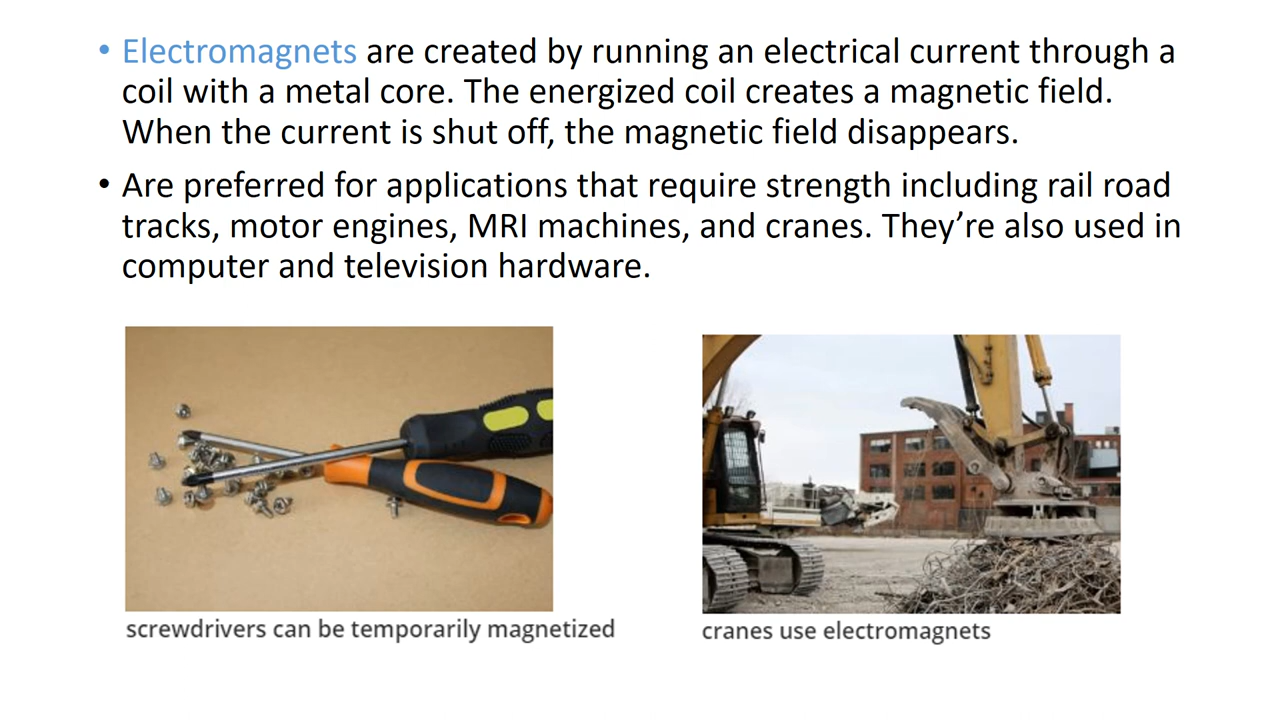 • Electromagnets are created by running an electrical current through a
coil with a metal core. The energized coil creates a magnetic field.
When the current is shut off, the magnetic field disappears.
• Are preferred for applications that require strength including rail road
tracks, motor engines, MRI machines, and cranes. They’re also used in
computer and television hardware.
screwdrivers can be temporarily magnetized
cranes use electromagnets